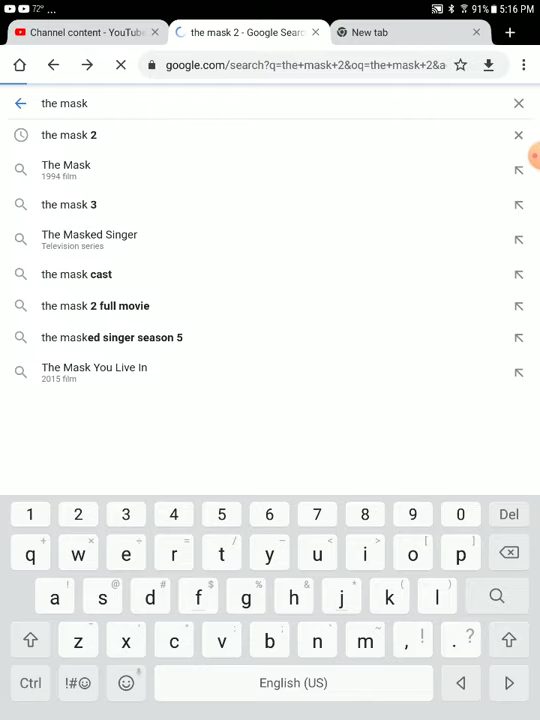 72° ...
91% 5:16 PM
Channel content - YouTube
the mask 2 - Google Searc
New tab
google.com/search?q=the+mask+2&oq=the+mask+2&a
the mask
the mask 2
The Mask
1994 film
the mask 3
The Masked Singer
Television series
the mask cast
the mask 2 full movie
the masked singer season 5
The Mask You Live In
2015 film
1 2 3 4 5 6 7 8 9 0 Del
+ × ÷ = / _ < > [ ]
q w e r t y u i o p
! @ # $ % & * ( )
a s d f g h j k l
- ' " : ; , ~
z x c v b n m , ! . ?
Ctrl !#☺ English (US)